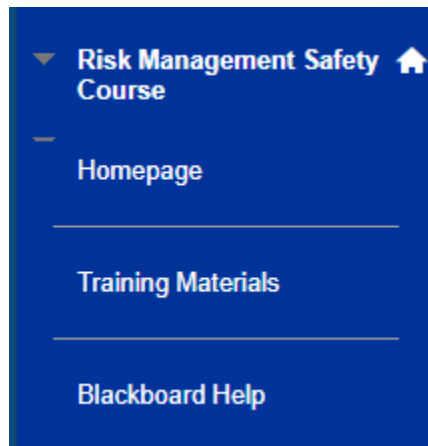 Risk Management Safety
Course
Homepage
Training Materials
Blackboard Help